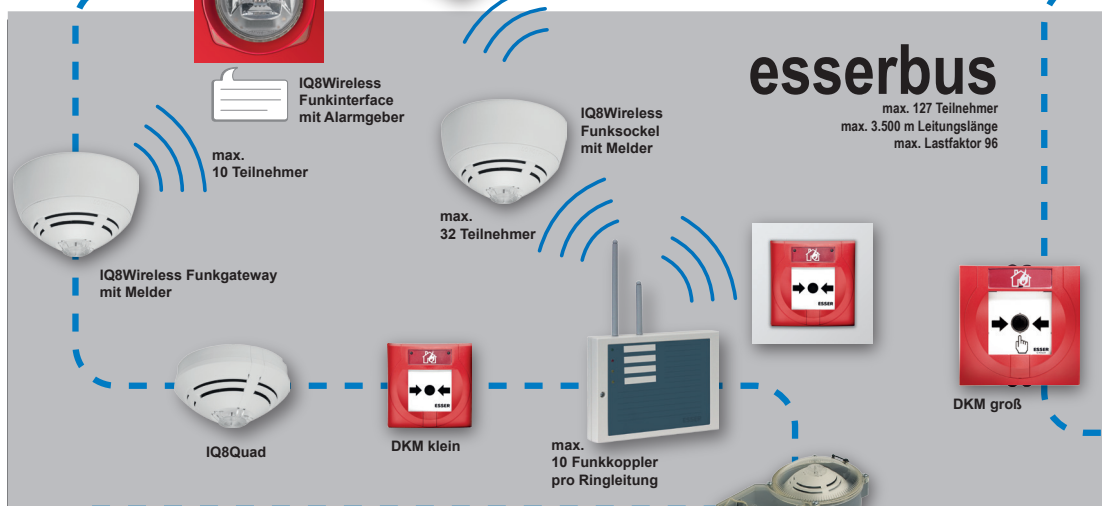 IQ8Wireless
Funkinterface
mit Alarmgeber
esserbus
max. 127 Teilnehmer
max. 3.500 m Leitungslänge
max. Lastfaktor 96
IQ8Wireless
Funksockel
mit Melder
max.
10 Teilnehmer
max.
32 Teilnehmer
IQ8Wireless Funkgateway
mit Melder
ESSER
ESSER
DKM groß
ESSER
IQ8Quad
DKM klein
max.
10 Funkkoppler
pro Ringleitung